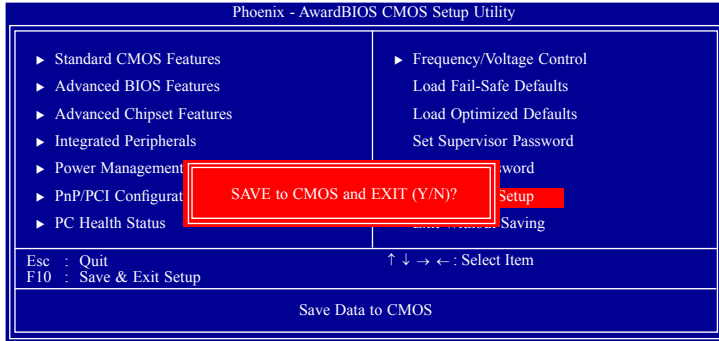 Phoenix - AwardBIOS CMOS Setup Utility
► Standard CMOS Features
► Advanced BIOS Features
► Advanced Chipset Features
► Integrated Peripherals
► Power Management
► PnP/PCI Configurat
► PC Health Status
► Frequency/Voltage Control
Load Fail-Safe Defaults
Load Optimized Defaults
Set Supervisor Password
sword
Setup
Saving
SAVE to CMOS and EXIT (Y/N)?
Esc : Quit
F10 : Save & Exit Setup
↑ ↓ → ← : Select Item
Save Data to CMOS